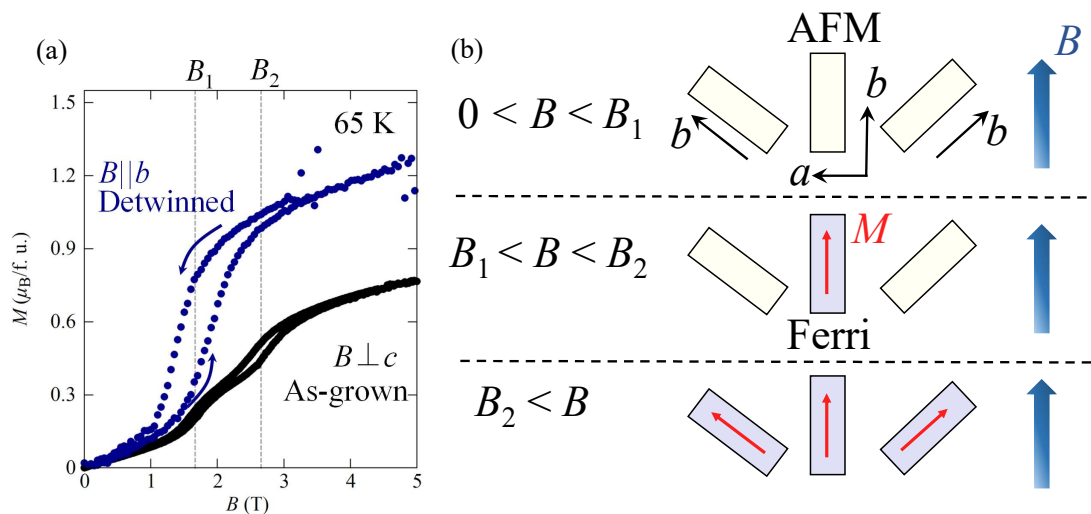 (a)
B₁
B₂
1.5
1.2
0.9
0.6
0.3
0
M (μB/f. u.)
65 K
B||b
Detwinned
B⊥c
As-grown
0
1
2
3
4
5
B (T)
(b)
AFM
B
0 < B < B₁
b
b
a
b
B₁ < B < B₂
M
Ferri
B₂ < B